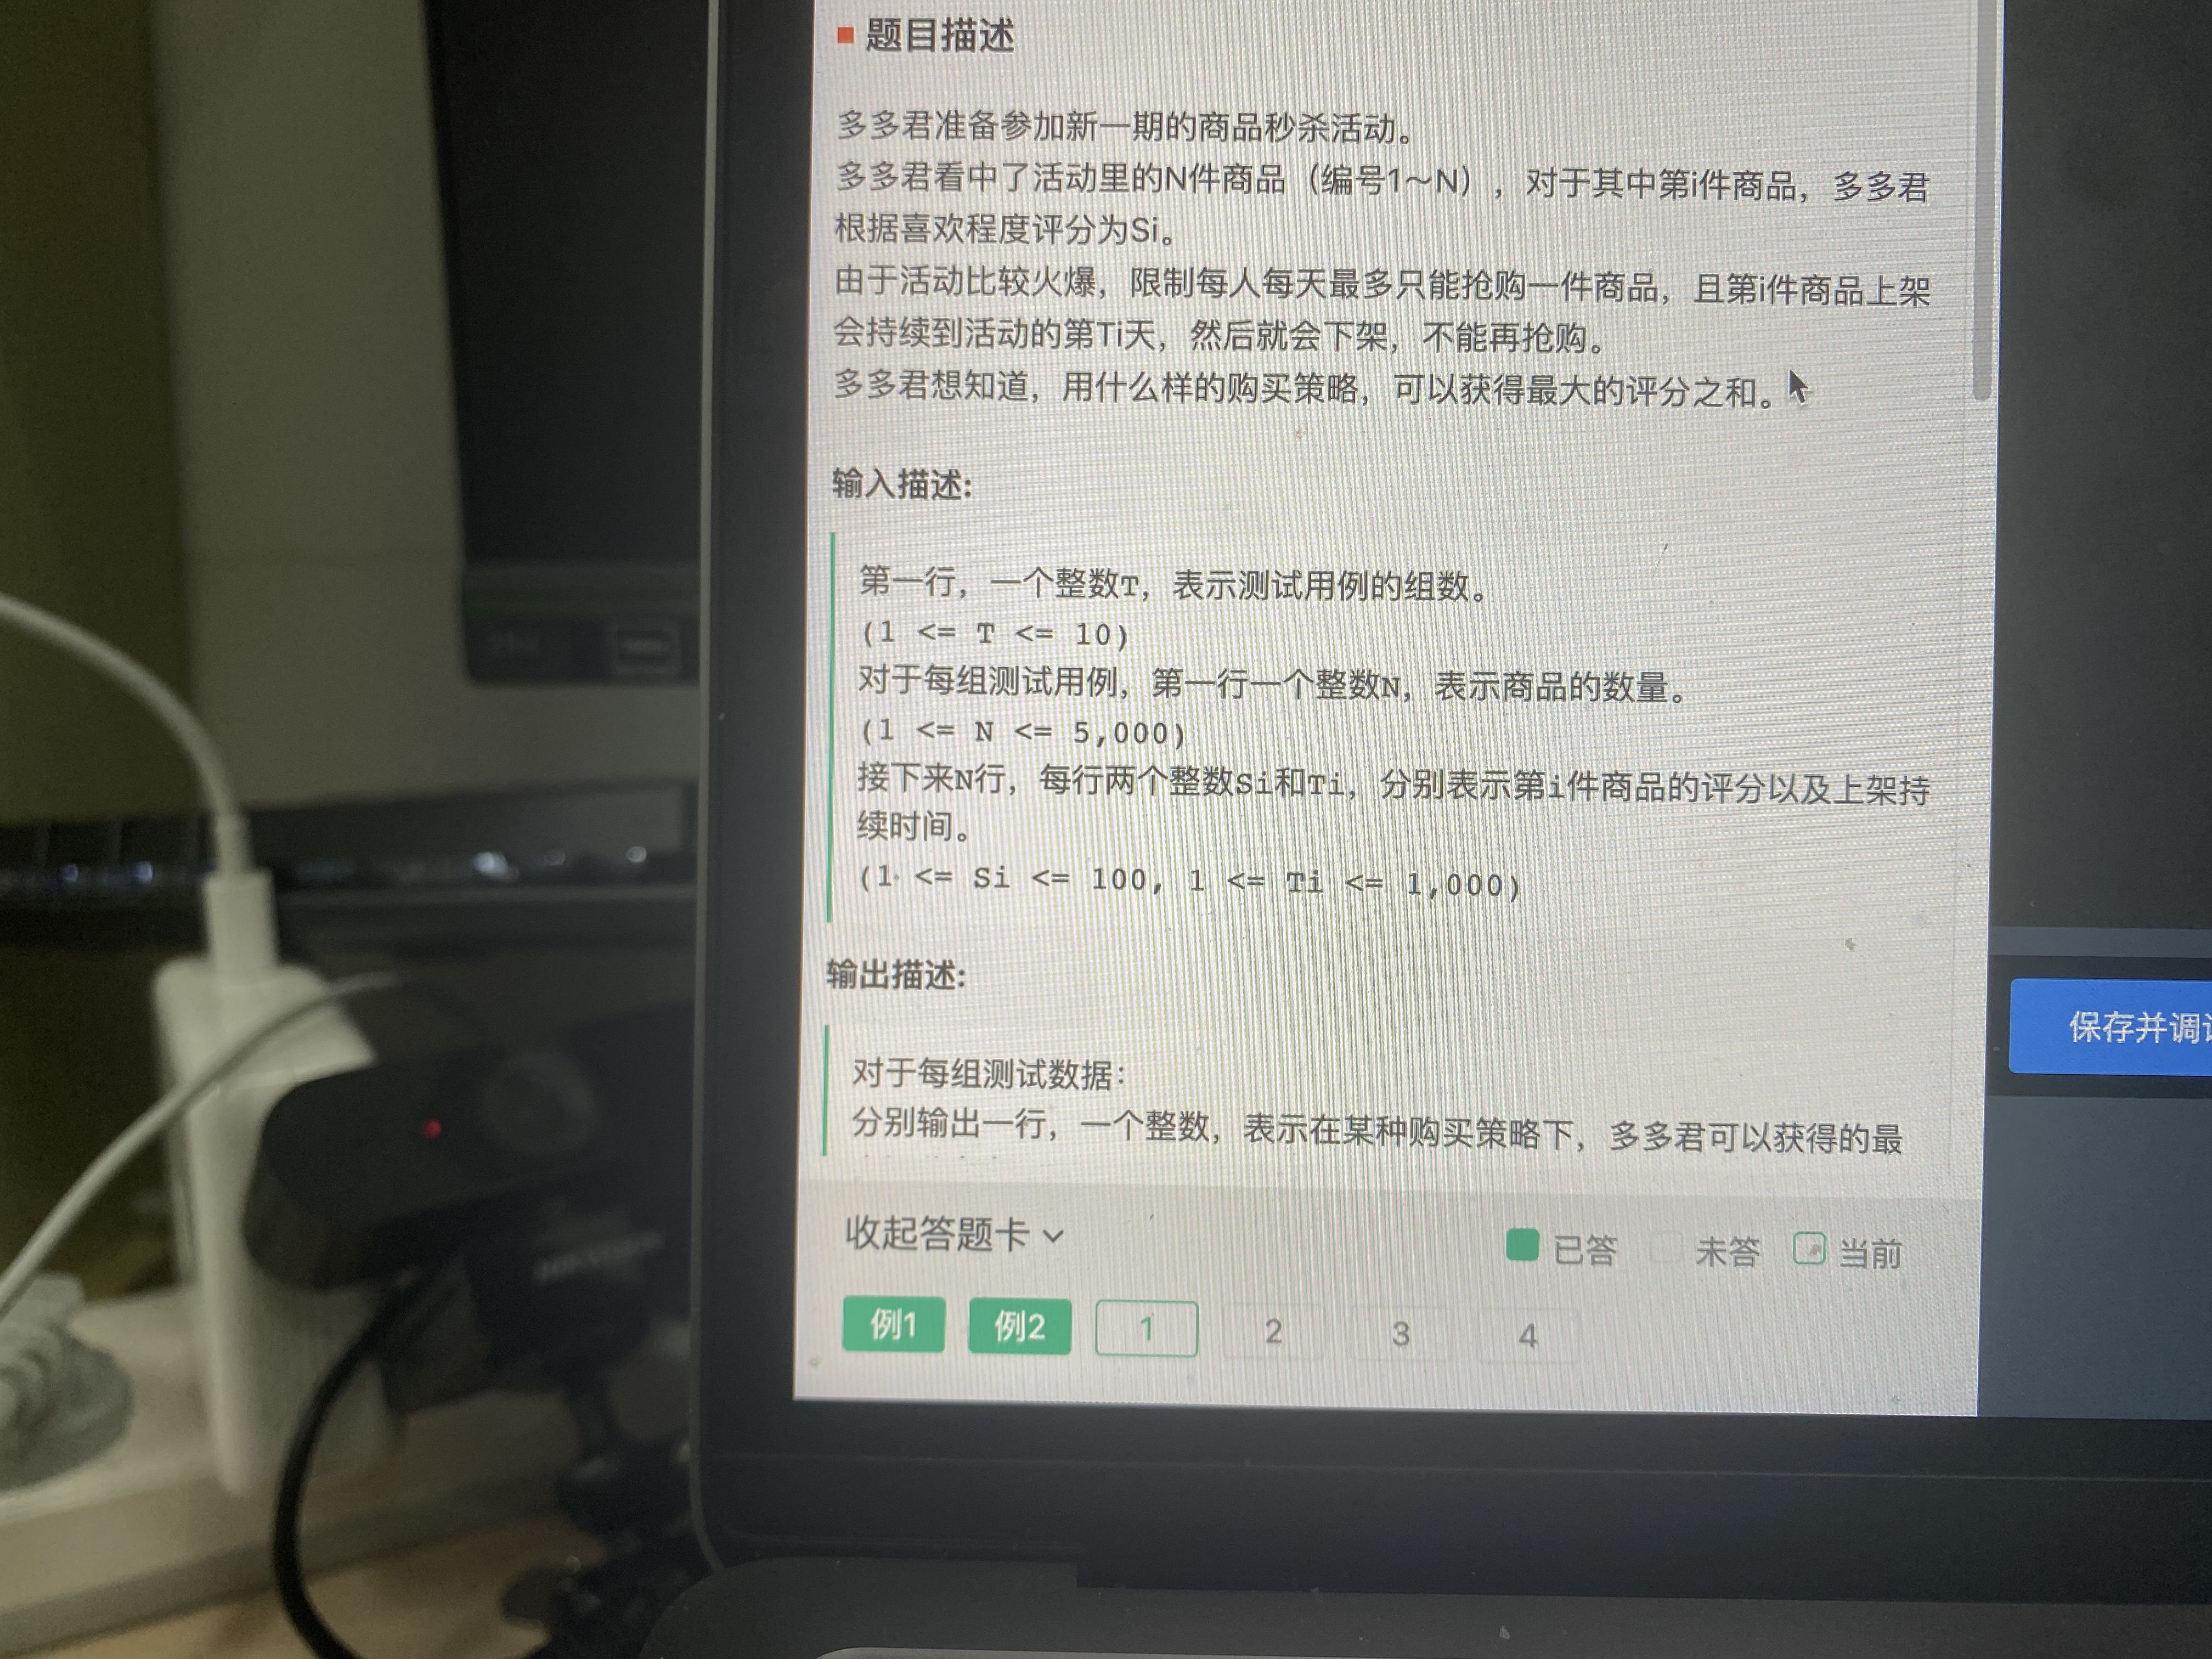 题目描述
多多君准备参加新一期的商品秒杀活动。
多多君看中了活动里的N件商品（编号1～N），对于其中第i件商品，多多君
根据喜欢程度评分为Si。
由于活动比较火爆，限制每人每天最多只能抢购一件商品，且第i件商品上架
会持续到活动的第Ti天，然后就会下架，不能再抢购。
多多君想知道，用什么样的购买策略，可以获得最大的评分之和。
输入描述:
第一行，一个整数T，表示测试用例的组数。
(1 <= T <= 10)
对于每组测试用例，第一行一个整数N，表示商品的数量。
(1 <= N <= 5,000)
接下来N行，每行两个整数Si和Ti，分别表示第i件商品的评分以及上架持
续时间。
(1 <= Si <= 100, 1 <= Ti <= 1,000)
输出描述:
对于每组测试数据：
分别输出一行，一个整数，表示在某种购买策略下，多多君可以获得的最
保存并调
收起答题卡
已答 未答 当前
例1 例2 1 2 3 4